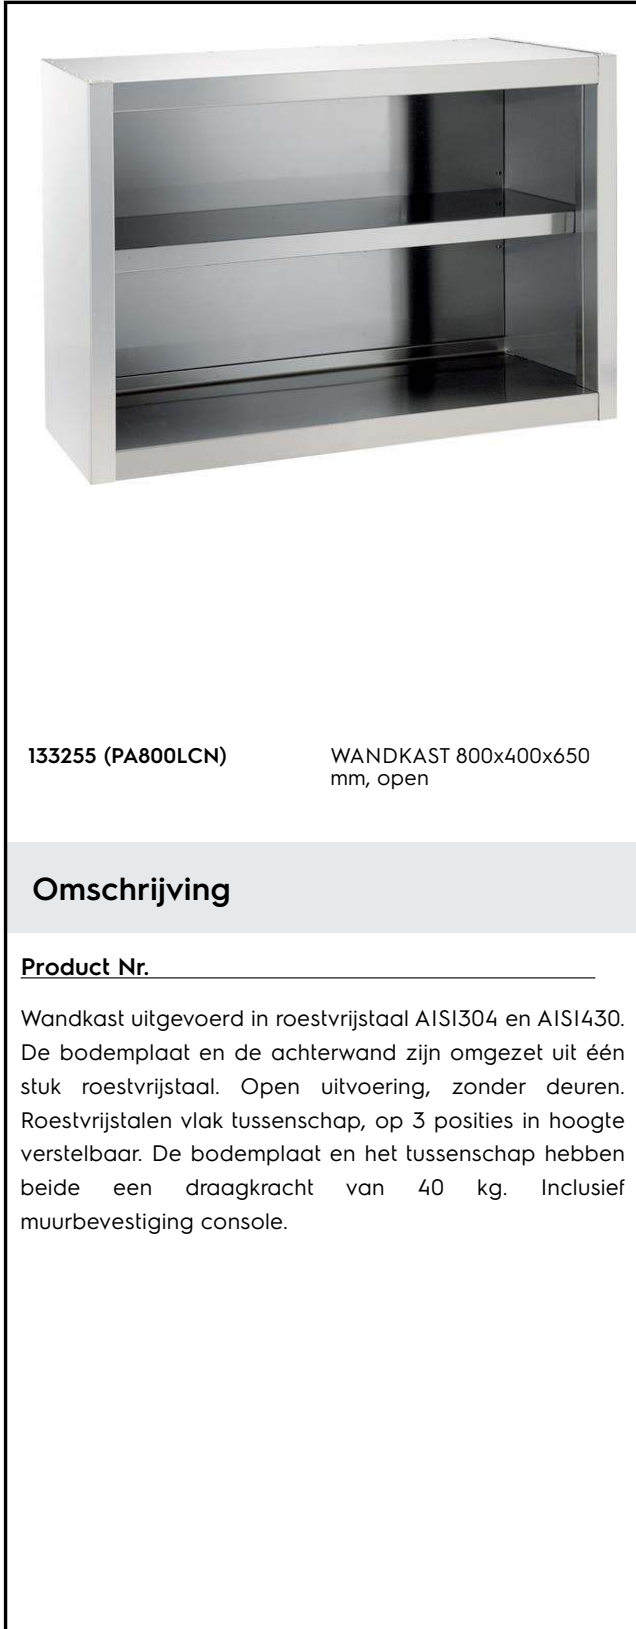 133255 (PA800LCN)
WANDKAST 800x400x650
mm, open
Omschrijving
Product Nr.
Wandkast uitgevoerd in roestvrijstaal AISI304 en AISI430.
De bodemplaat en de achterwand zijn omgezet uit één
stuk roestvrijstaal. Open uitvoering, zonder deuren.
Roestvrijstalen vlak tussenschap, op 3 posities in hoogte
verstelbaar. De bodemplaat en het tussenschap hebben
beide een draagkracht van 40 kg. Inclusief
muurbevestiging console.